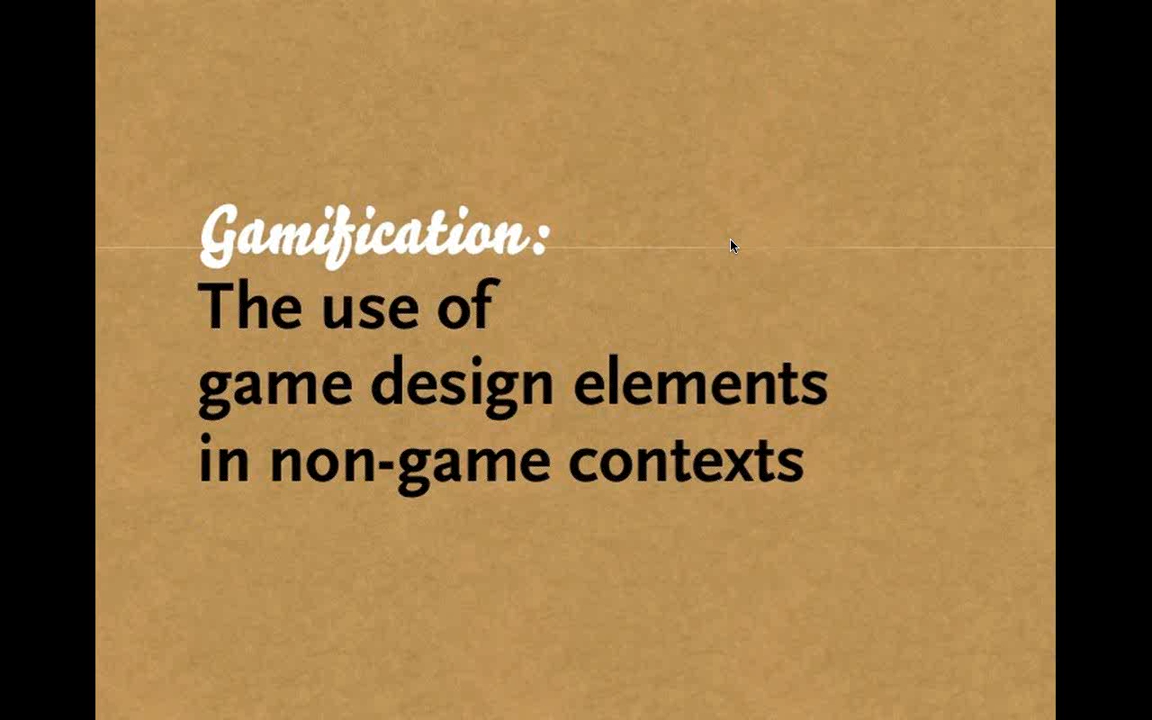 Gamification:
The use of
game design elements
in non-game contexts